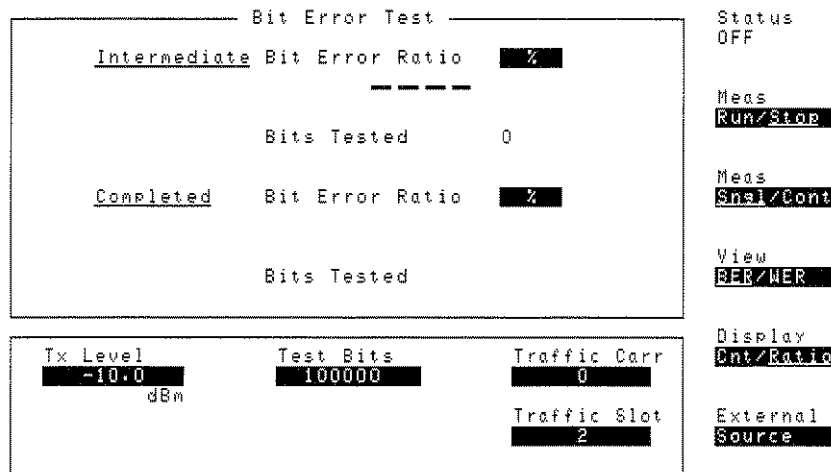 Bit Error Test
Intermediate Bit Error Ratio %
----
Bits Tested 0
Completed Bit Error Ratio %
Bits Tested
Tx Level
-10.0
dBm
Test Bits
100000
Traffic Carr
0
Traffic Slot
2
Status
OFF
Meas
Run/Stop
Meas
Sngl/Cont
View
BER/WER
Display
Cnt/Ratio
External
Source